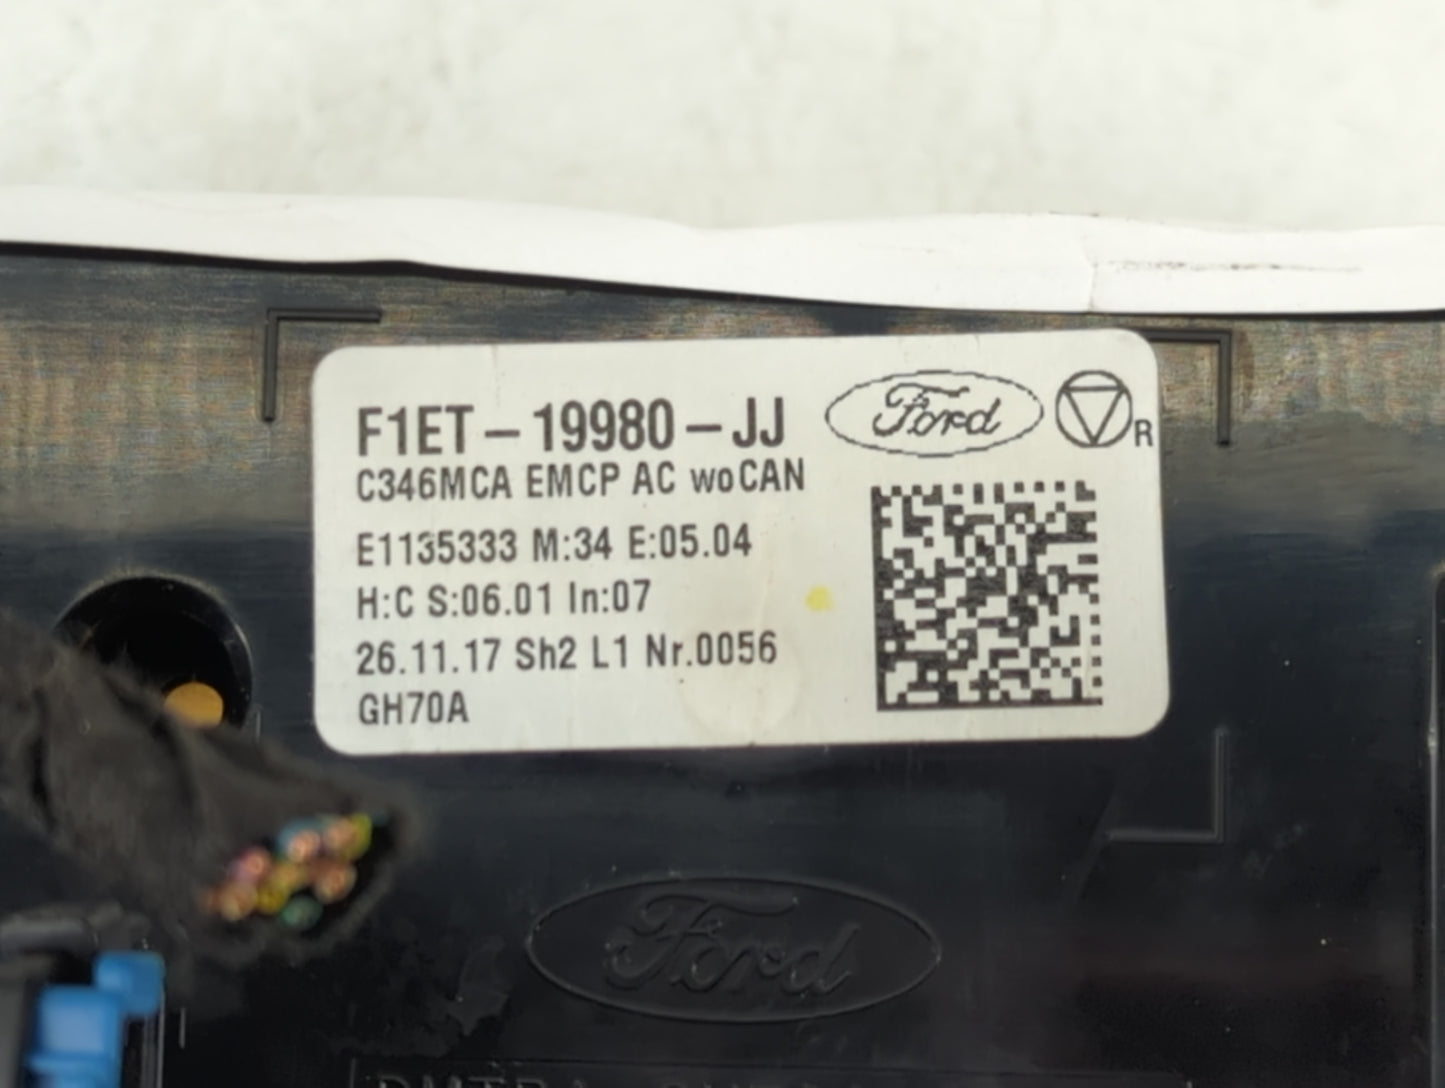 F1ET-19980-JJ
Ford
R
C346MCA EMCP AC woCAN
E1135333 M:34 E:05.04
H:C S:06.01 In:07
26.11.17 Sh2 L1 Nr.0056
GH70A
Ford